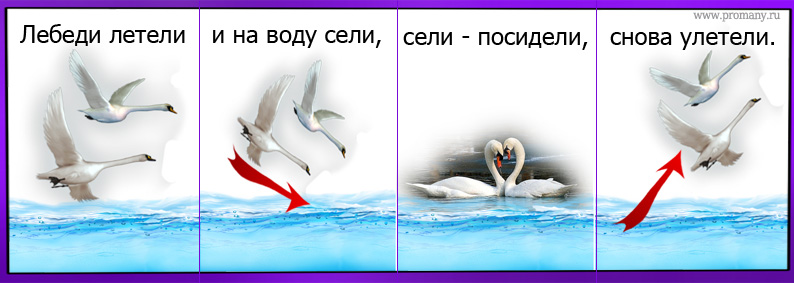 www.promany.ru
Лебеди летели
и на воду сели,
сели - посидели,
снова улетели.